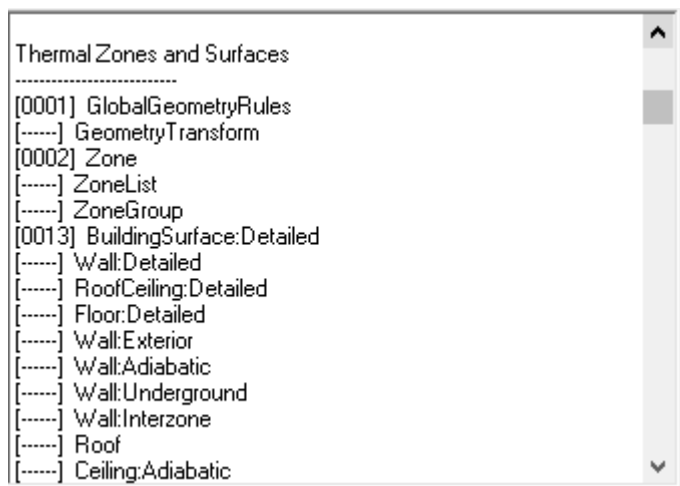 Thermal Zones and Surfaces
---------------------------
[0001] GlobalGeometryRules
[------] GeometryTransform
[0002] Zone
[------] ZoneList
[------] ZoneGroup
[0013] BuildingSurface:Detailed
[------] Wall:Detailed
[------] RoofCeiling:Detailed
[------] Floor:Detailed
[------] Wall:Exterior
[------] Wall:Adiabatic
[------] Wall:Underground
[------] Wall:Interzone
[------] Roof
[------] Ceiling:Adiabatic